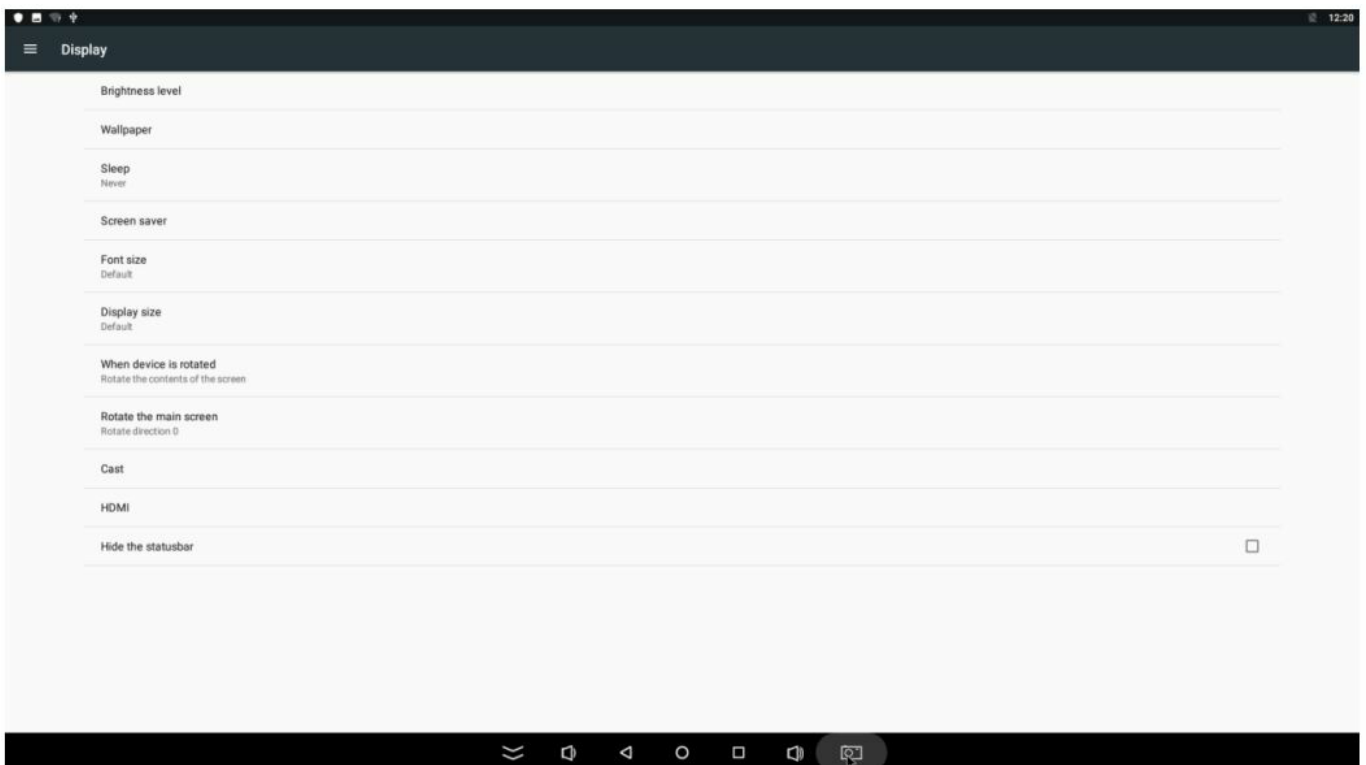 12:20
Display
Brightness level
Wallpaper
Sleep
Never
Screen saver
Font size
Default
Display size
Default
When device is rotated
Rotate the contents of the screen
Rotate the main screen
Rotate direction 0
Cast
HDMI
Hide the statusbar